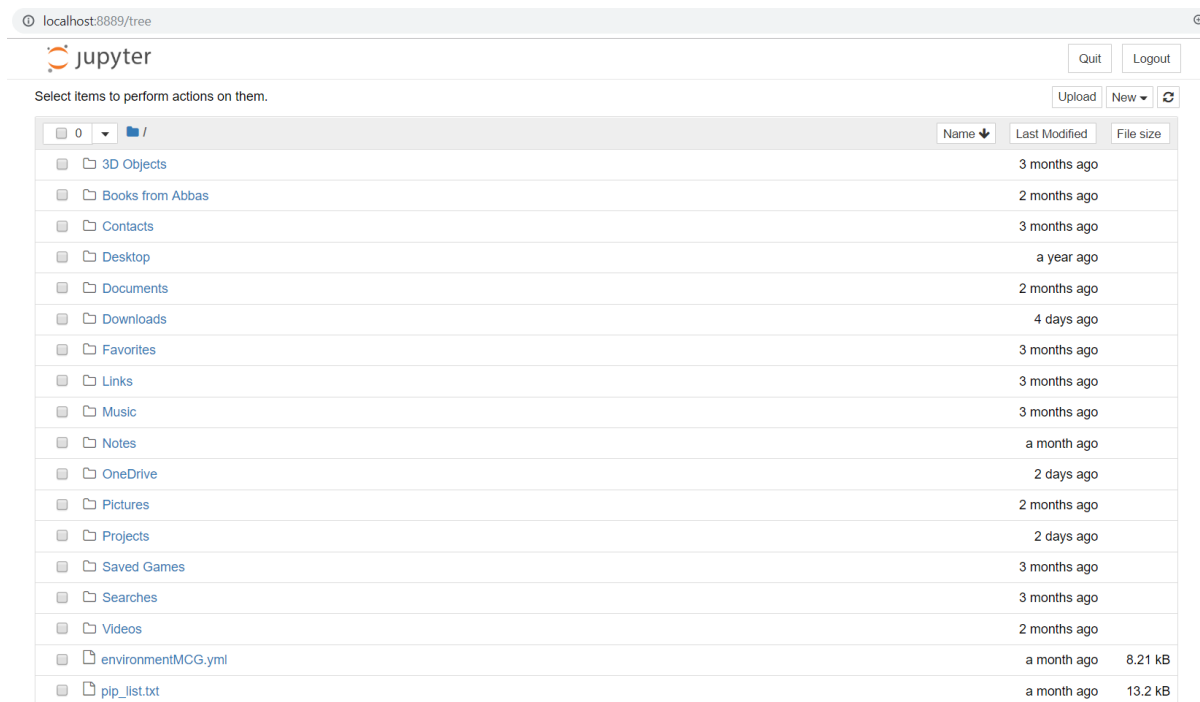 localhost:8889/tree
jupyter Quit Logout
Select items to perform actions on them. Upload New
0 / Name Last Modified File size
3D Objects 3 months ago
Books from Abbas 2 months ago
Contacts 3 months ago
Desktop a year ago
Documents 2 months ago
Downloads 4 days ago
Favorites 3 months ago
Links 3 months ago
Music 3 months ago
Notes a month ago
OneDrive 2 days ago
Pictures 2 months ago
Projects 2 days ago
Saved Games 3 months ago
Searches 3 months ago
Videos 2 months ago
environmentMCG.yml a month ago 8.21 kB
pip_list.txt a month ago 13.2 kB